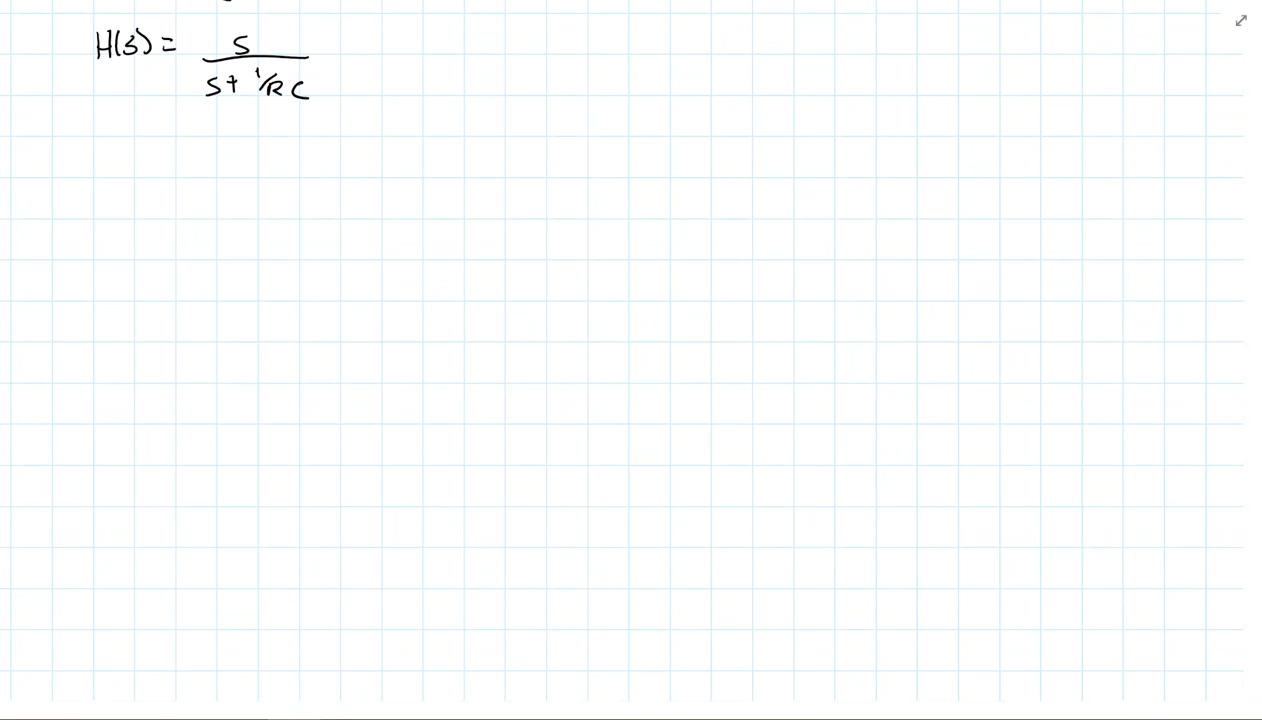 H(s) = s
s + 1/RC